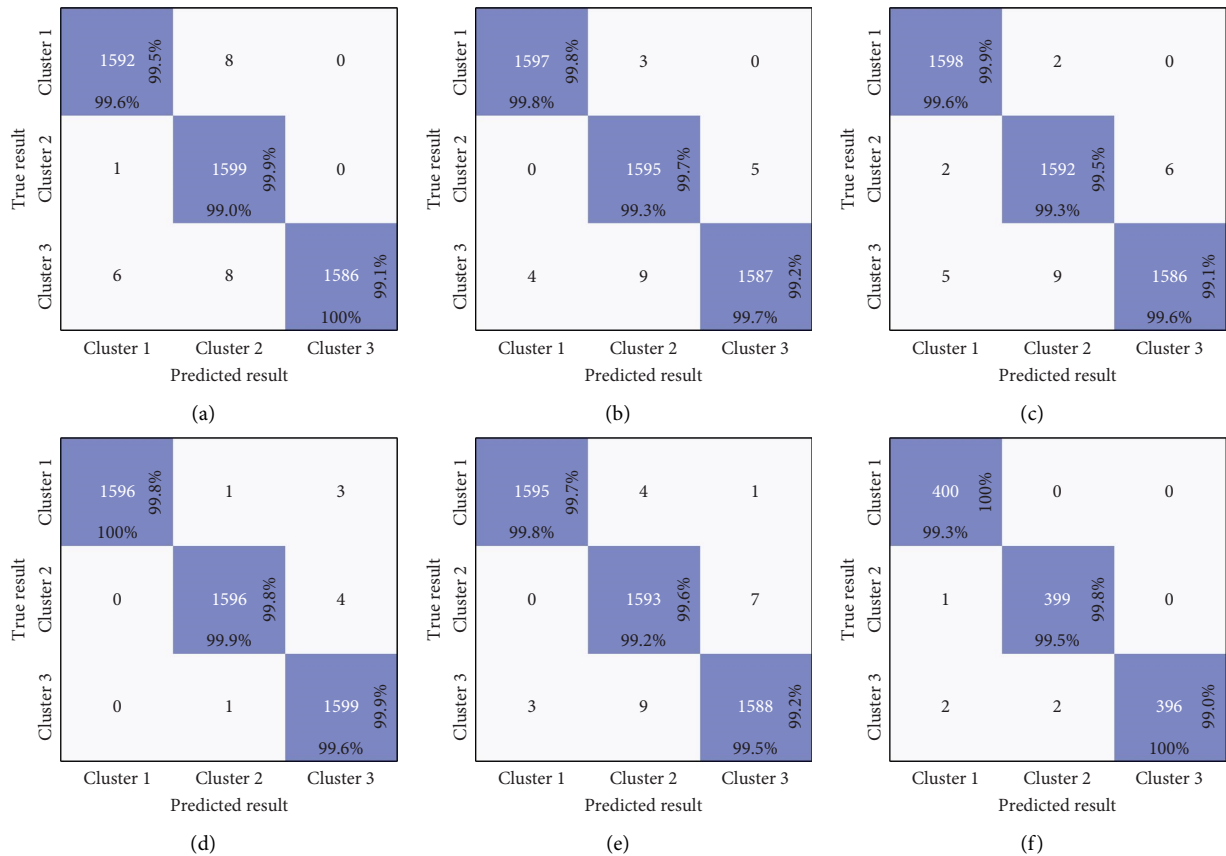 True result
Cluster 1
1592
99.5%
99.6%
8
0
Cluster 2
1
1599
99.9%
99.0%
0
Cluster 3
6
8
1586
99.1%
100%
Cluster 1 Cluster 2 Cluster 3
Predicted result
(a)
True result
Cluster 1
1597
99.8%
99.8%
3
0
Cluster 2
0
1595
99.7%
99.3%
5
Cluster 3
4
9
1587
99.2%
99.7%
Cluster 1 Cluster 2 Cluster 3
Predicted result
(b)
True result
Cluster 1
1598
99.9%
99.6%
2
0
Cluster 2
2
1592
99.5%
99.3%
6
Cluster 3
5
9
1586
99.1%
99.6%
Cluster 1 Cluster 2 Cluster 3
Predicted result
(c)
True result
Cluster 1
1596
99.8%
100%
1
3
Cluster 2
0
1596
99.8%
99.9%
4
Cluster 3
0
1
1599
99.9%
99.6%
Cluster 1 Cluster 2 Cluster 3
Predicted result
(d)
True result
Cluster 1
1595
99.7%
99.8%
4
1
Cluster 2
0
1593
99.6%
99.2%
7
Cluster 3
3
9
1588
99.2%
99.5%
Cluster 1 Cluster 2 Cluster 3
Predicted result
(e)
True result
Cluster 1
400
100%
99.3%
0
0
Cluster 2
1
399
99.8%
99.5%
0
Cluster 3
2
2
396
99.0%
100%
Cluster 1 Cluster 2 Cluster 3
Predicted result
(f)